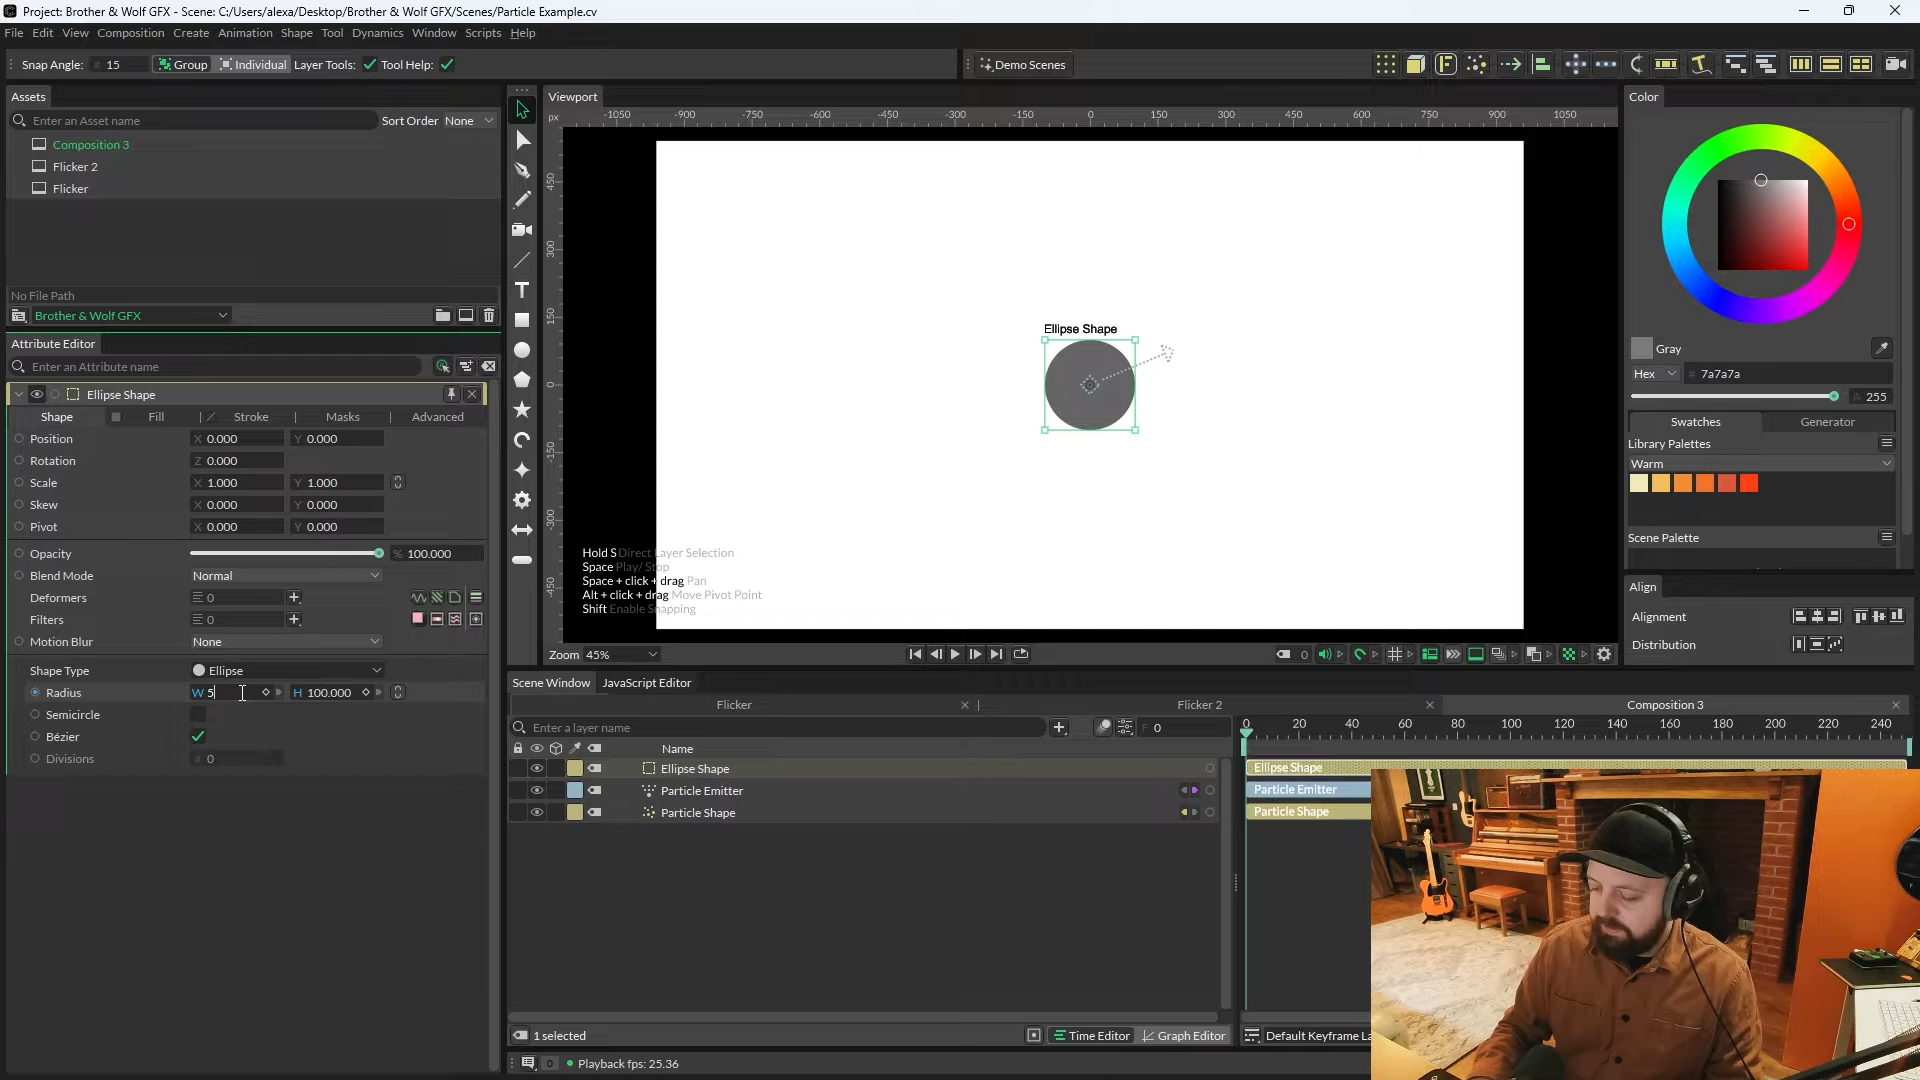 Project: Brother & Wolf GFX - Scene: C:/Users/alexa/Desktop/Brother & Wolf GFX/Scenes/Particle Example.cv
File Edit View Composition Create Animation Shape Tool Dynamics Window Scripts Help
Snap Angle: 15 Group Individual Layer Tools: Tool Help: Demo Scenes
Assets
Enter an Asset name Sort Order None
Composition 3
Flicker 2
Flicker
No File Path
Brother & Wolf GFX
Attribute Editor
Enter an Attribute name
Ellipse Shape
Shape Fill Stroke Masks Advanced
Position X 0.000 Y 0.000
Rotation Z 0.000
Scale X 1.000 Y 1.000
Skew X 0.000 Y 0.000
Pivot X 0.000 Y 0.000
Opacity % 100.000
Blend Mode Normal
Deformers 0
Filters 0
Motion Blur None
Shape Type Ellipse
Radius W 5 H 100.000
Semicircle
Bézier
Divisions 0
Viewport
px -1050 -900 -750 -600 -450 -300 -150 0 150 300 450 600 750 900 1050
450
300
150
0
-150
-300
-450
Ellipse Shape
Hold S Direct Layer Selection
Space Play/ Stop
Space + click + drag Pan
Alt + click + drag Move Pivot Point
Shift Enable Snapping
Zoom 45% 0
Scene Window JavaScript Editor
Flicker Flicker 2 Composition 3
Enter a layer name F 0
0 20 40 60 80 100 120 140 160 180 200 220 240
Name
Ellipse Shape
Particle Emitter
Particle Shape
Ellipse Shape
Particle Emitter
Particle Shape
1 selected Time Editor Graph Editor Default Keyframe La
0 Playback fps: 25.36
Color
Gray
Hex 7a7a7a
A 255
Swatches Generator
Library Palettes
Warm
Scene Palette
Align
Alignment
Distribution